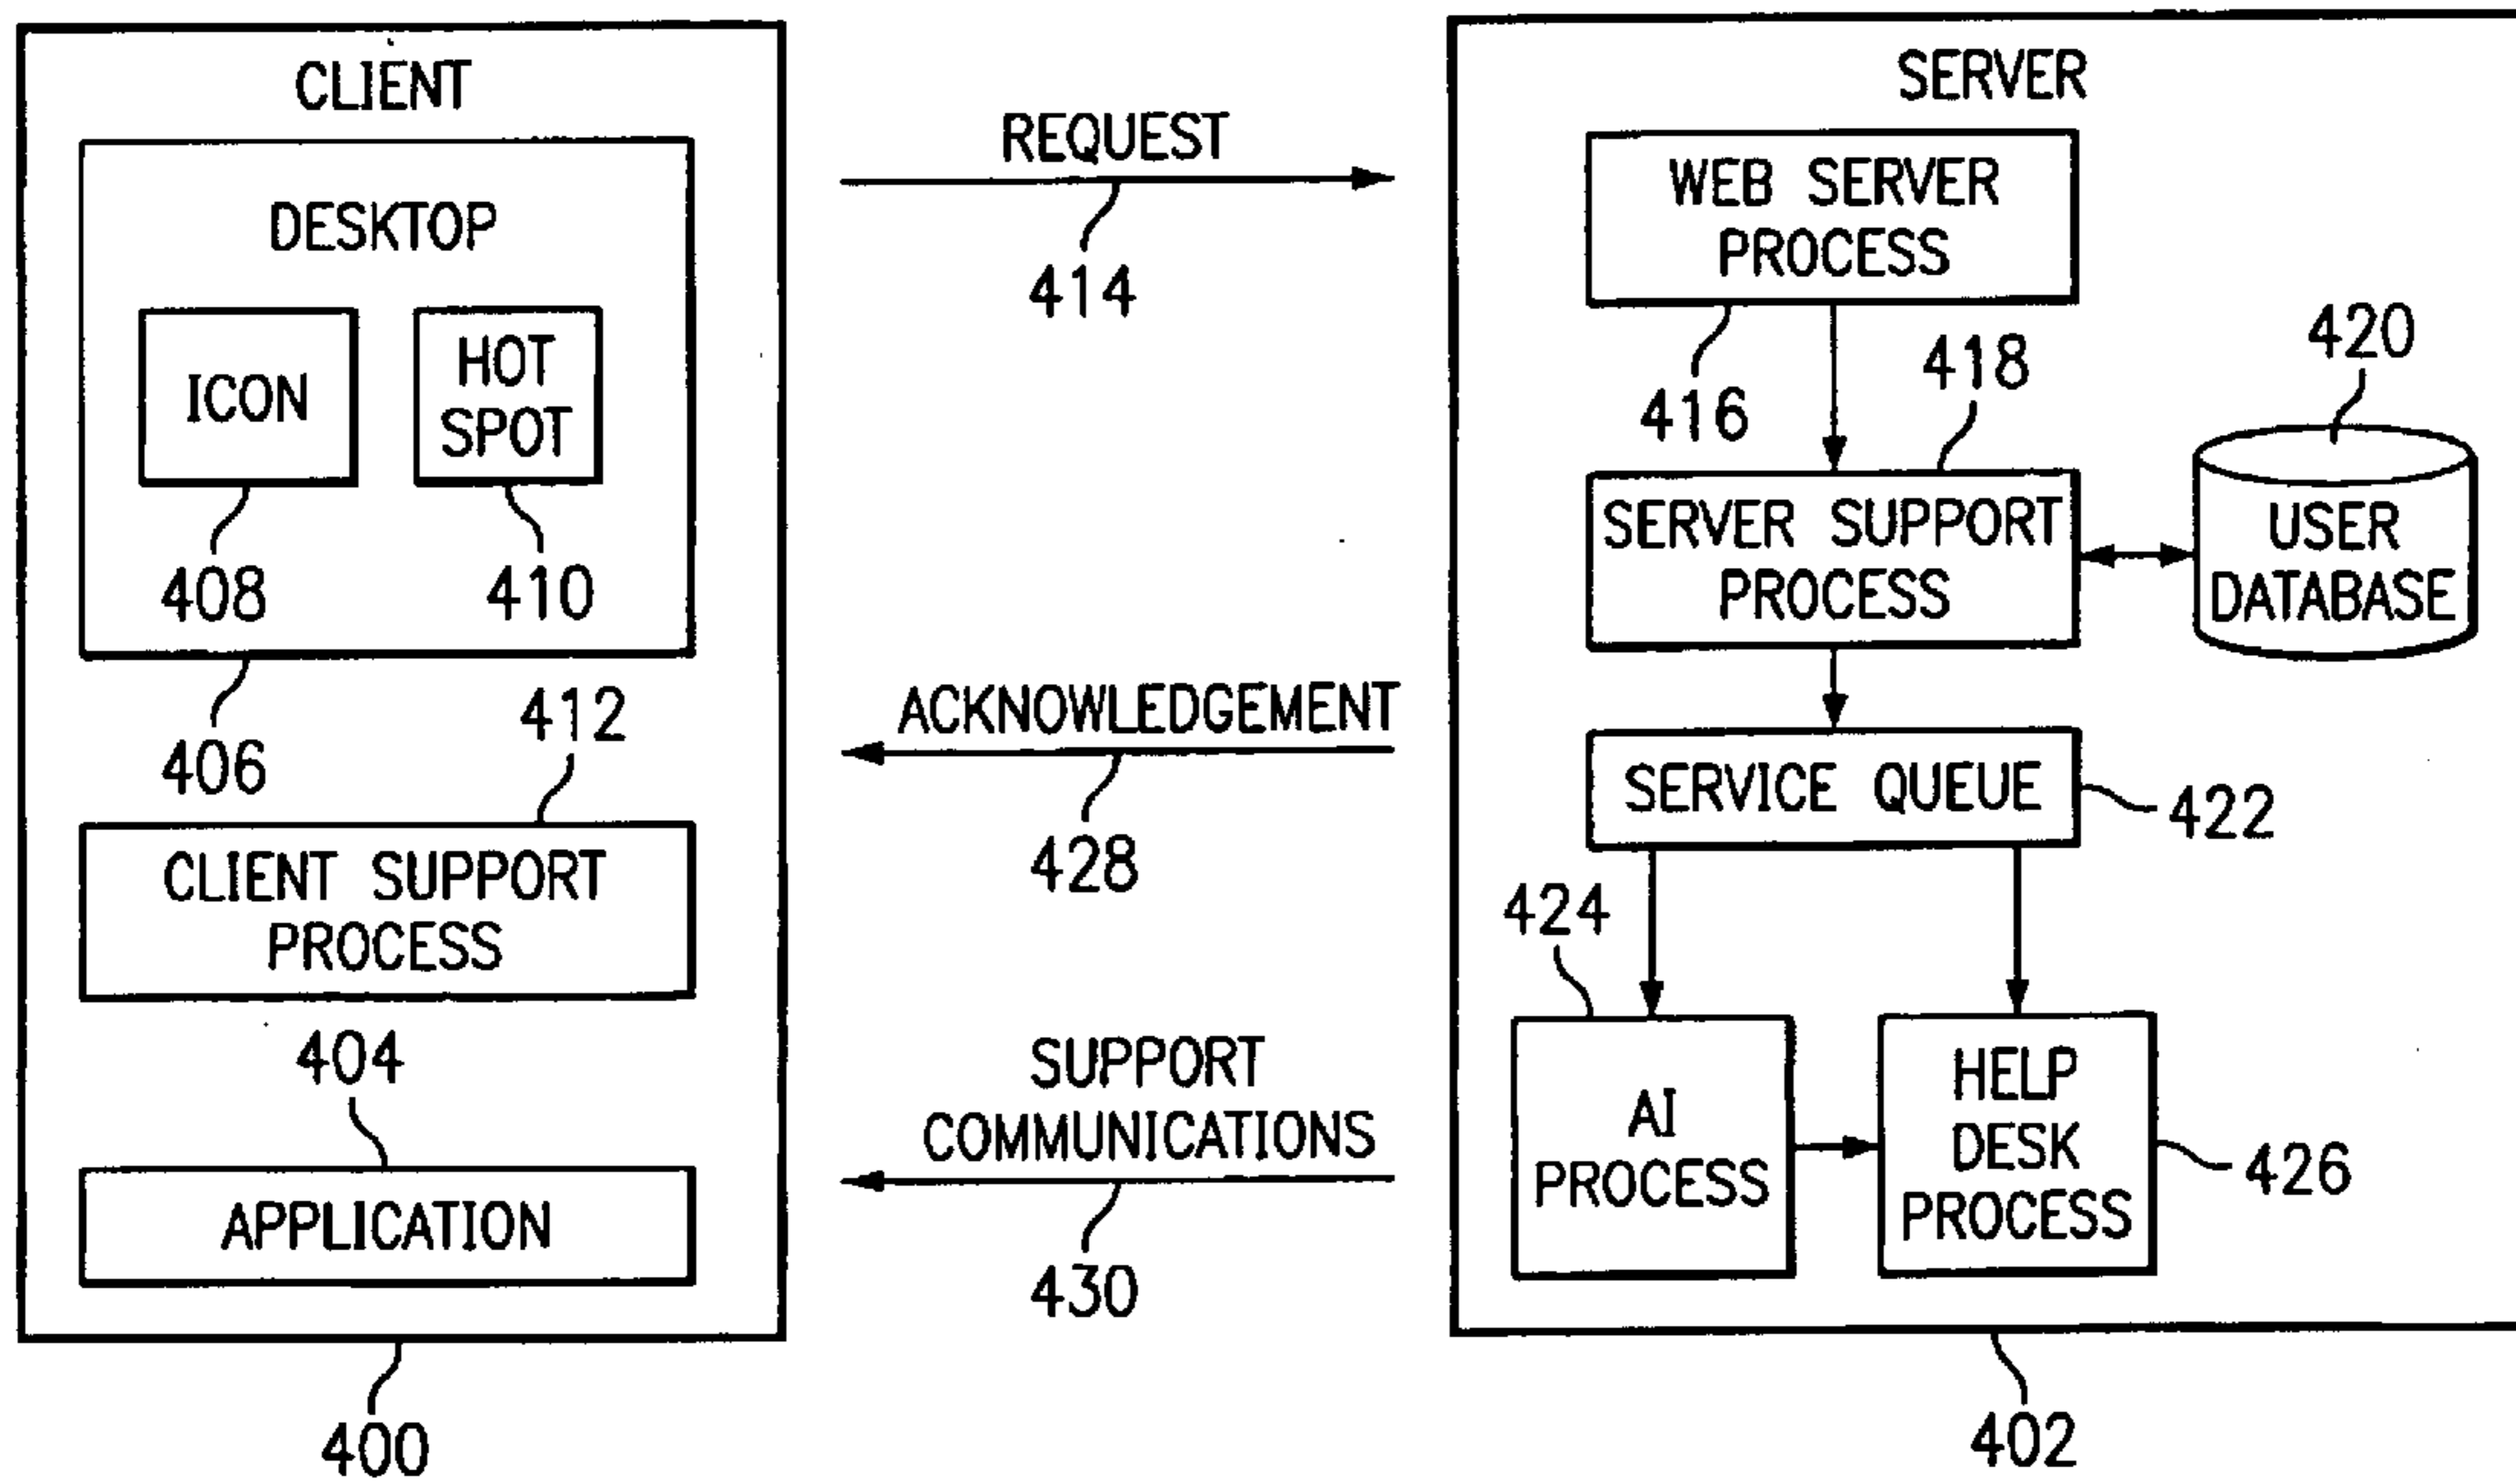 CLIENT
DESKTOP
ICON
HOT
SPOT
408
410
406
412
CLIENT SUPPORT
PROCESS
404
APPLICATION
400
REQUEST
414
ACKNOWLEDGEMENT
428
SUPPORT
COMMUNICATIONS
430
SERVER
WEB SERVER
PROCESS
416
418
420
SERVER SUPPORT
PROCESS
USER
DATABASE
SERVICE QUEUE
422
424
AI
PROCESS
HELP
DESK
PROCESS
426
402